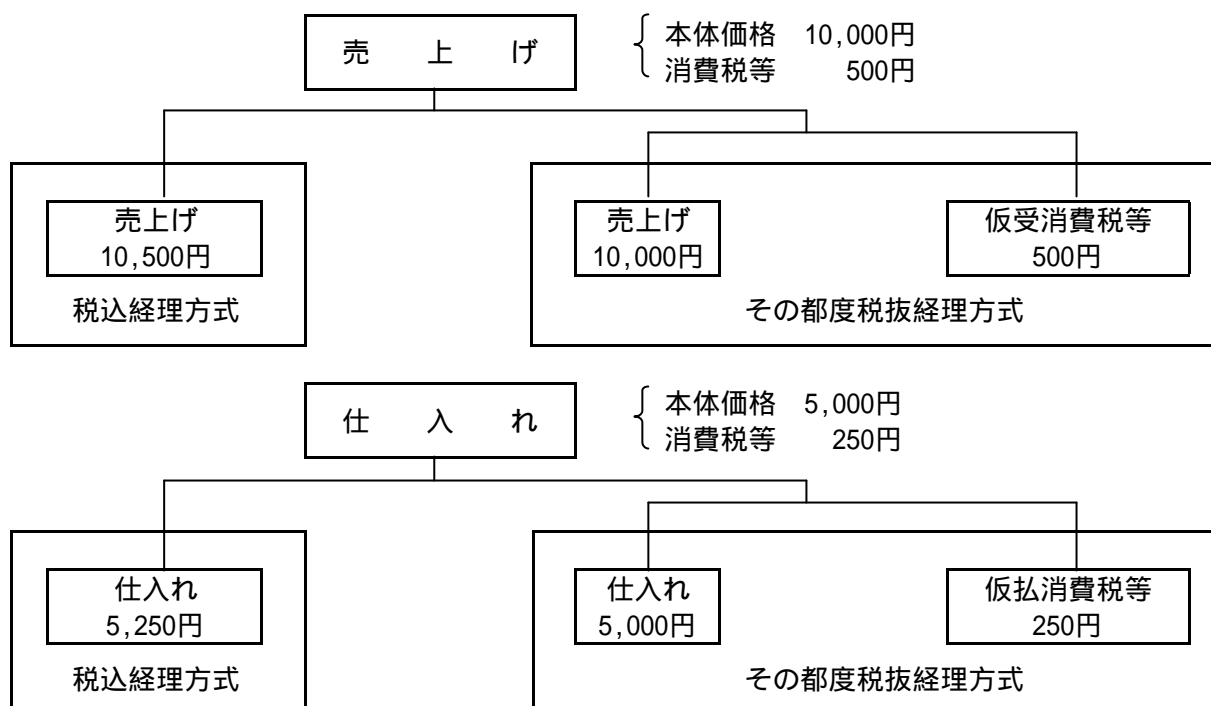 売 上 げ
本体価格 10,000円
消費税等 500円
売上げ
10,500円
税込経理方式
売上げ
10,000円
仮受消費税等
500円
その都度税抜経理方式
仕 入 れ
本体価格 5,000円
消費税等 250円
仕入れ
5,250円
税込経理方式
仕入れ
5,000円
仮払消費税等
250円
その都度税抜経理方式